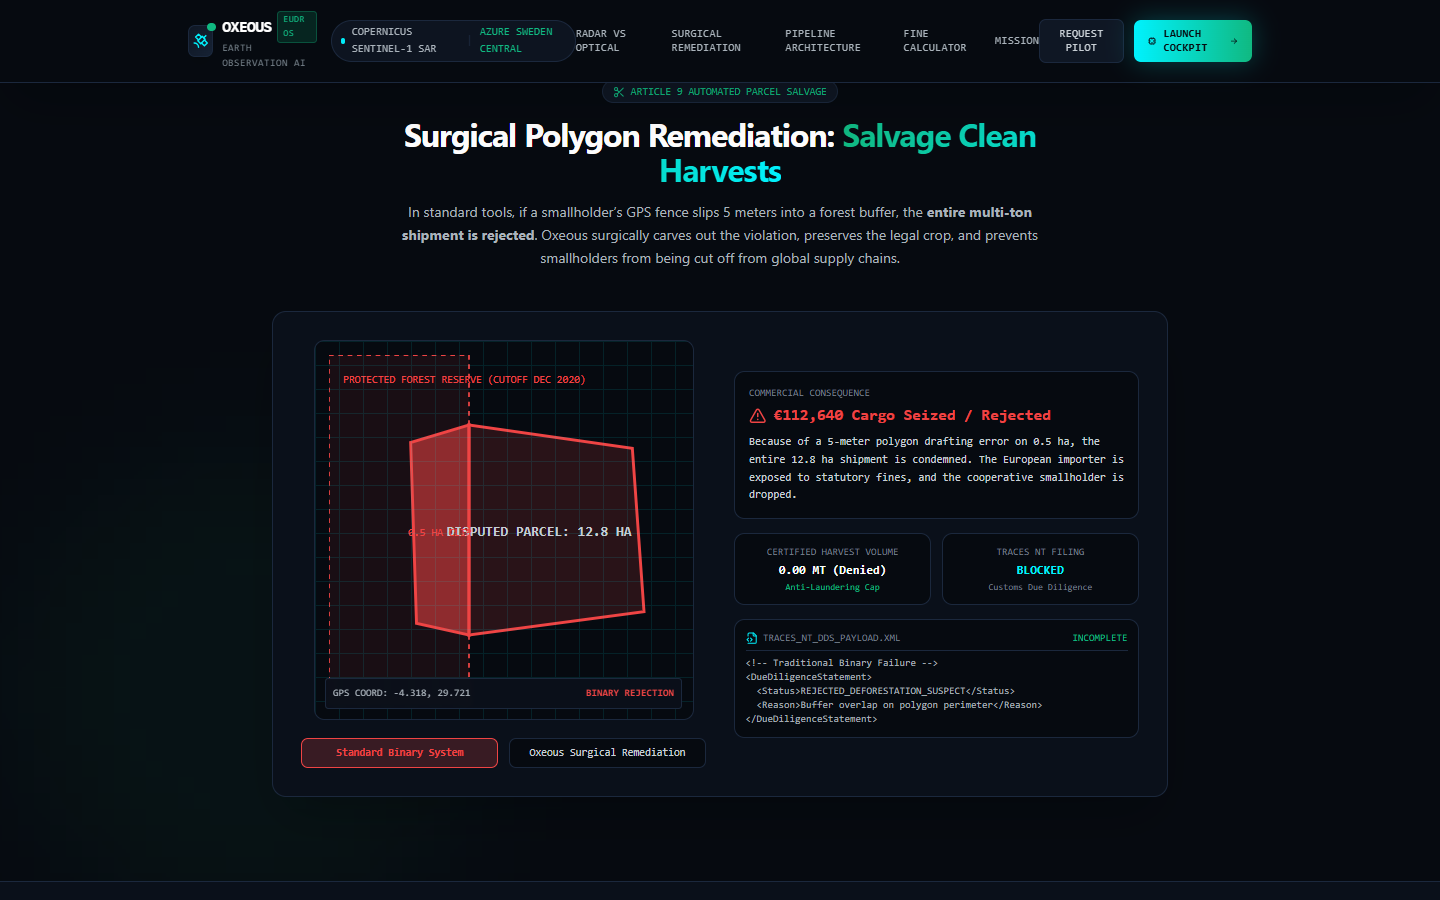 OXEOUS
EUDR
OS
EARTH
OBSERVATION AI
COPERNICUS
SENTINEL-1 SAR
AZURE SWEDEN
CENTRAL
RADAR VS
OPTICAL
SURGICAL
REMEDIATION
PIPELINE
ARCHITECTURE
FINE
CALCULATOR
MISSION
REQUEST
PILOT
LAUNCH
COCKPIT
ARTICLE 9 AUTOMATED PARCEL SALVAGE
Surgical Polygon Remediation: Salvage Clean
Harvests
In standard tools, if a smallholder's GPS fence slips 5 meters into a forest buffer, the entire multi-ton
shipment is rejected. Oxeous surgically carves out the violation, preserves the legal crop, and prevents
smallholders from being cut off from global supply chains.
PROTECTED FOREST RESERVE (CUTOFF DEC 2020)
0.5 HA
DISPUTED PARCEL: 12.8 HA
GPS COORD: -4.318, 29.721
BINARY REJECTION
Standard Binary System
Oxeous Surgical Remediation
COMMERCIAL CONSEQUENCE
€112,640 Cargo Seized / Rejected
Because of a 5-meter polygon drafting error on 0.5 ha, the
entire 12.8 ha shipment is condemned. The European importer is
exposed to statutory fines, and the cooperative smallholder is
dropped.
CERTIFIED HARVEST VOLUME
0.00 MT (Denied)
Anti-Laundering Cap
TRACES NT FILING
BLOCKED
Customs Due Diligence
TRACES_NT_DDS_PAYLOAD.XML
INCOMPLETE
<!-- Traditional Binary Failure -->
<DueDiligenceStatement>
<Status>REJECTED_DEFORESTATION_SUSPECT</Status>
<Reason>Buffer overlap on polygon perimeter</Reason>
</DueDiligenceStatement>